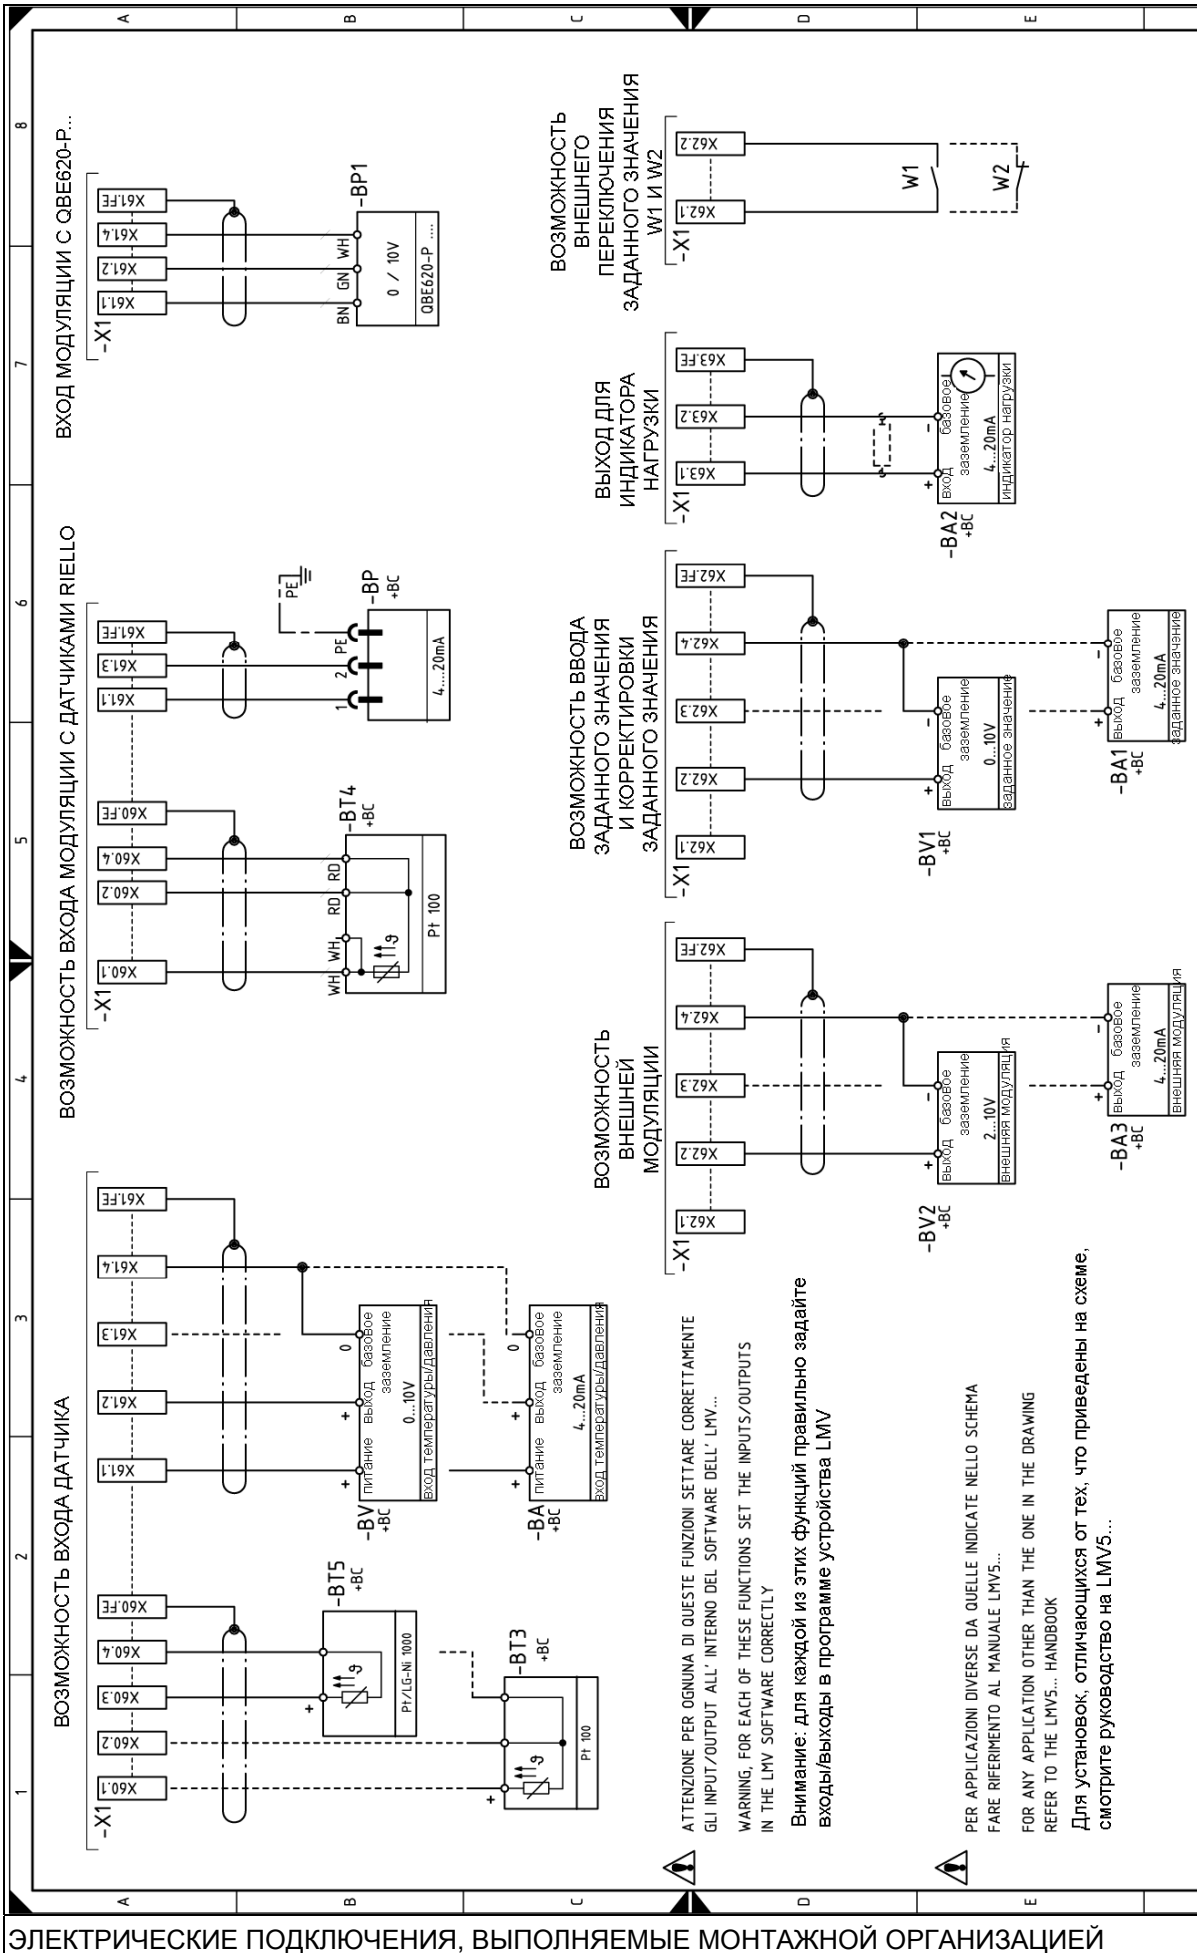 1
2
3
4
5
6
7
8
A
B
C
D
E
ВОЗМОЖНОСТЬ ВХОДА ДАТЧИКА
-X1
X60.1
X60.2
X60.3
X60.4
X60.FE
X61.1
X61.2
X61.3
X61.4
X61.FE
+
-BT5
+BC
Pt/LG-Ni 1000
ϑ
+
-BT3
+BC
Pt 100
ϑ
-BV
+BC
+
+
0
питание
выход
базовое
заземление
0...10V
вход температуры/давления
-BA
+BC
+
+
0
питание
выход
базовое
заземление
4...20mA
вход температуры/давления
ВОЗМОЖНОСТЬ ВХОДА МОДУЛЯЦИИ С ДАТЧИКАМИ RIELLO
-X1
X60.1
X60.2
X60.4
X60.FE
X61.1
X61.3
X61.FE
WH
WH
RD
RD
-BT4
+BC
Pt 100
ϑ
1
2
PE
PE
-BP
+BC
4...20mA
ВХОД МОДУЛЯЦИИ С QBE620-P...
-X1
X61.1
X61.2
X61.4
X61.FE
BN
GN
WH
-BP1
0 / 10V
QBE620-P ....
ATTENZIONE PER OGNUNA DI QUESTE FUNZIONI SETTARE CORRETTAMENTE
GLI INPUT/OUTPUT ALL' INTERNO DEL SOFTWARE DELL' LMV...
WARNING, FOR EACH OF THESE FUNCTIONS SET THE INPUTS/OUTPUTS
IN THE LMV SOFTWARE CORRECTLY
Внимание: для каждой из этих функций правильно задайте
входы/выходы в программе устройства LMV
PER APPLICAZIONI DIVERSE DA QUELLE INDICATE NELLO SCHEMA
FARE RIFERIMENTO AL MANUALE LMV5...
FOR ANY APPLICATION OTHER THAN THE ONE IN THE DRAWING
REFER TO THE LMV5... HANDBOOK
Для установок, отличающихся от тех, что приведены на схеме,
смотрите руководство на LMV5...
ВОЗМОЖНОСТЬ
ВНЕШНЕЙ
МОДУЛЯЦИИ
-X1
X62.1
X62.2
X62.3
X62.4
X62.FE
-BV2
+BC
+
-
выход
базовое
заземление
2...10V
внешняя модуляция
-BA3
+BC
+
-
выход
базовое
заземление
4...20mA
внешняя модуляция
ВОЗМОЖНОСТЬ ВВОДА
ЗАДАННОГО ЗНАЧЕНИЯ
И КОРРЕКТИРОВКИ
ЗАДАННОГО ЗНАЧЕНИЯ
-X1
X62.1
X62.2
X62.3
X62.4
X62.FE
-BV1
+BC
+
-
выход
базовое
заземление
0...10V
заданное значение
-BA1
+BC
+
-
выход
базовое
заземление
4...20mA
заданное значение
ВЫХОД ДЛЯ
ИНДИКАТОРА
НАГРУЗКИ
-X1
X63.1
X63.2
X63.FE
-BA2
+BC
+
-
вход
базовое
заземление
4...20mA
индикатор нагрузки
ВОЗМОЖНОСТЬ
ВНЕШНЕГО
ПЕРЕКЛЮЧЕНИЯ
ЗАДАННОГО ЗНАЧЕНИЯ
W1 И W2
-X1
X62.1
X62.2
W1
W2
A
B
C
D
E
ЭЛЕКТРИЧЕСКИЕ ПОДКЛЮЧЕНИЯ, ВЫПОЛНЯЕМЫЕ МОНТАЖНОЙ ОРГАНИЗАЦИЕЙ